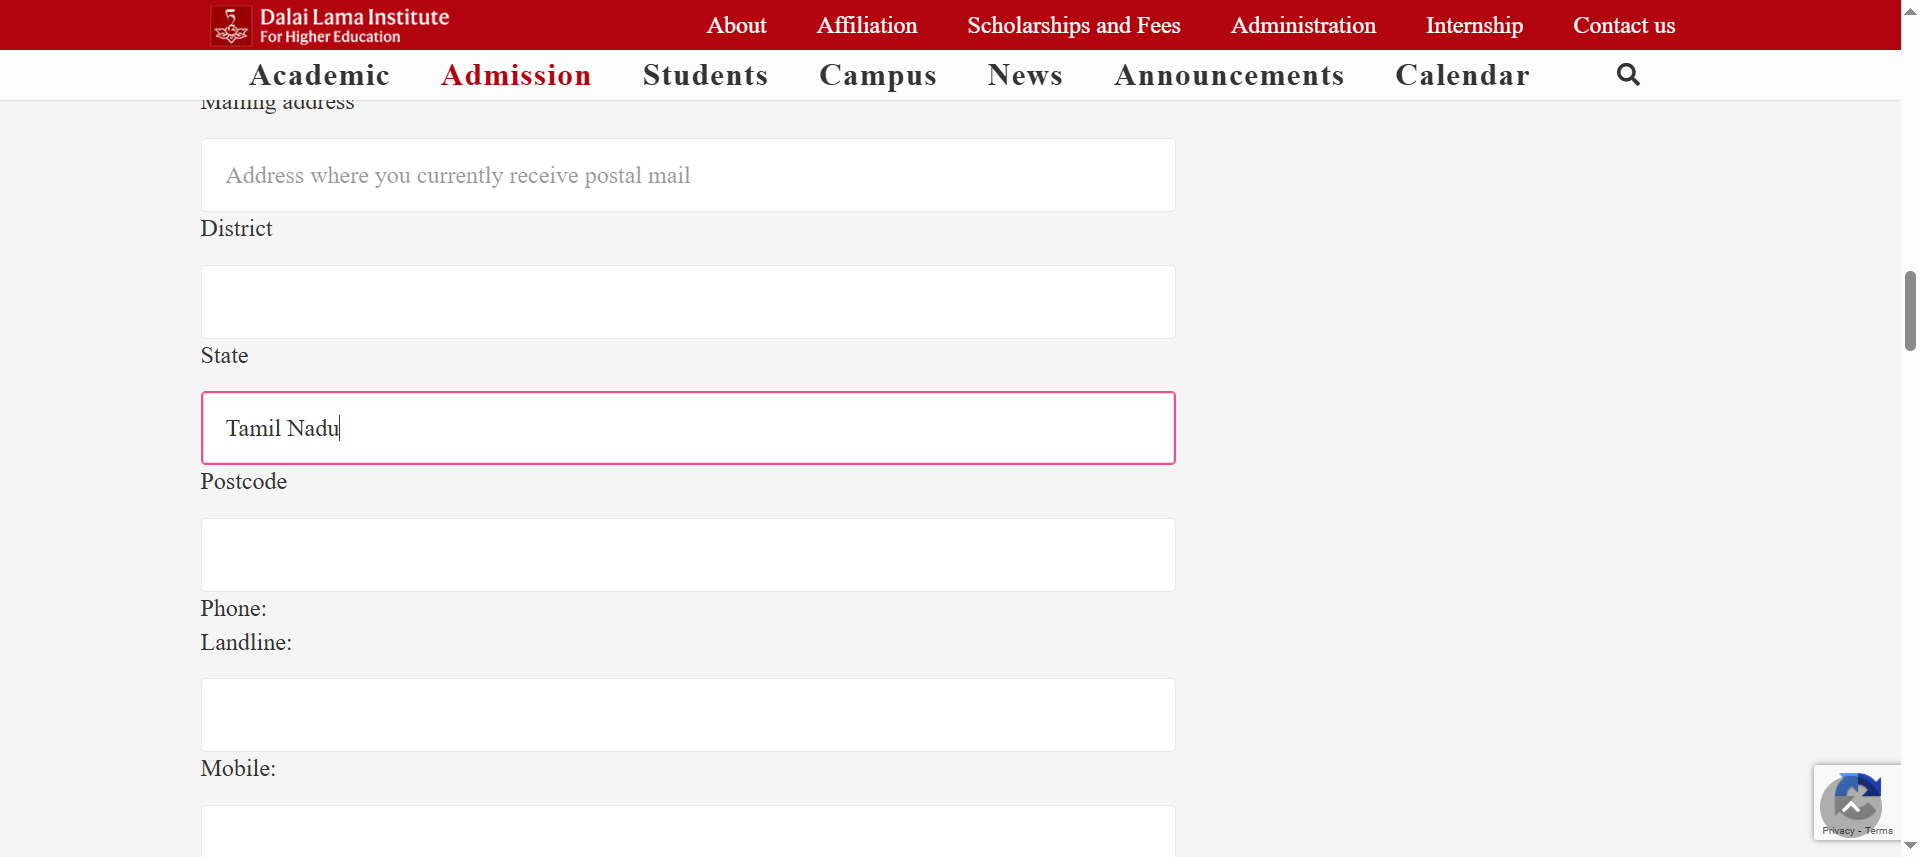 Dalai Lama Institute
For Higher Education
About Affiliation Scholarships and Fees Administration Internship Contact us
Academic Admission Students Campus News Announcements Calendar
Mailing address
Address where you currently receive postal mail
District
State
Tamil Nadu
Postcode
Phone:
Landline:
Mobile:
Privacy - Terms